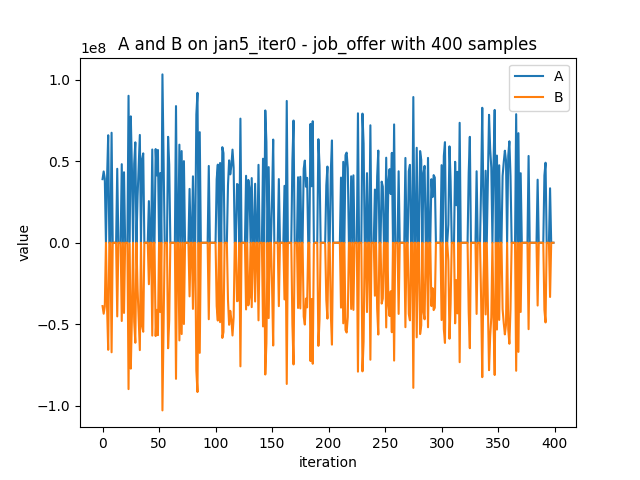 A and B on jan5_iter0 - job_offer with 400 samples
1e8
A
B
1.0
0.5
0.0
−0.5
−1.0
value
0 50 100 150 200 250 300 350 400
iteration